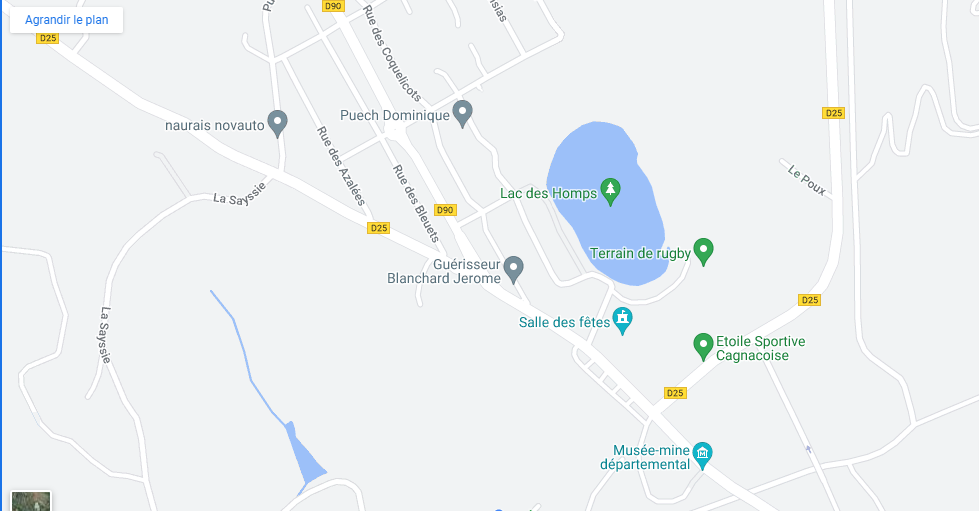 Agrandir le plan
D90
D25
Rue des Coquelicots
D25
Puech Dominique
naurais novauto
Rue des Azalées
Le Poux
La Sayssie
Rue des Bleuets
Lac des Homps
D90
D25
Terrain de rugby
Guérisseur
Blanchard Jerome
D25
La Sayssie
Salle des fêtes
Etoile Sportive
Cagnacoise
D25
Musée-mine
départemental